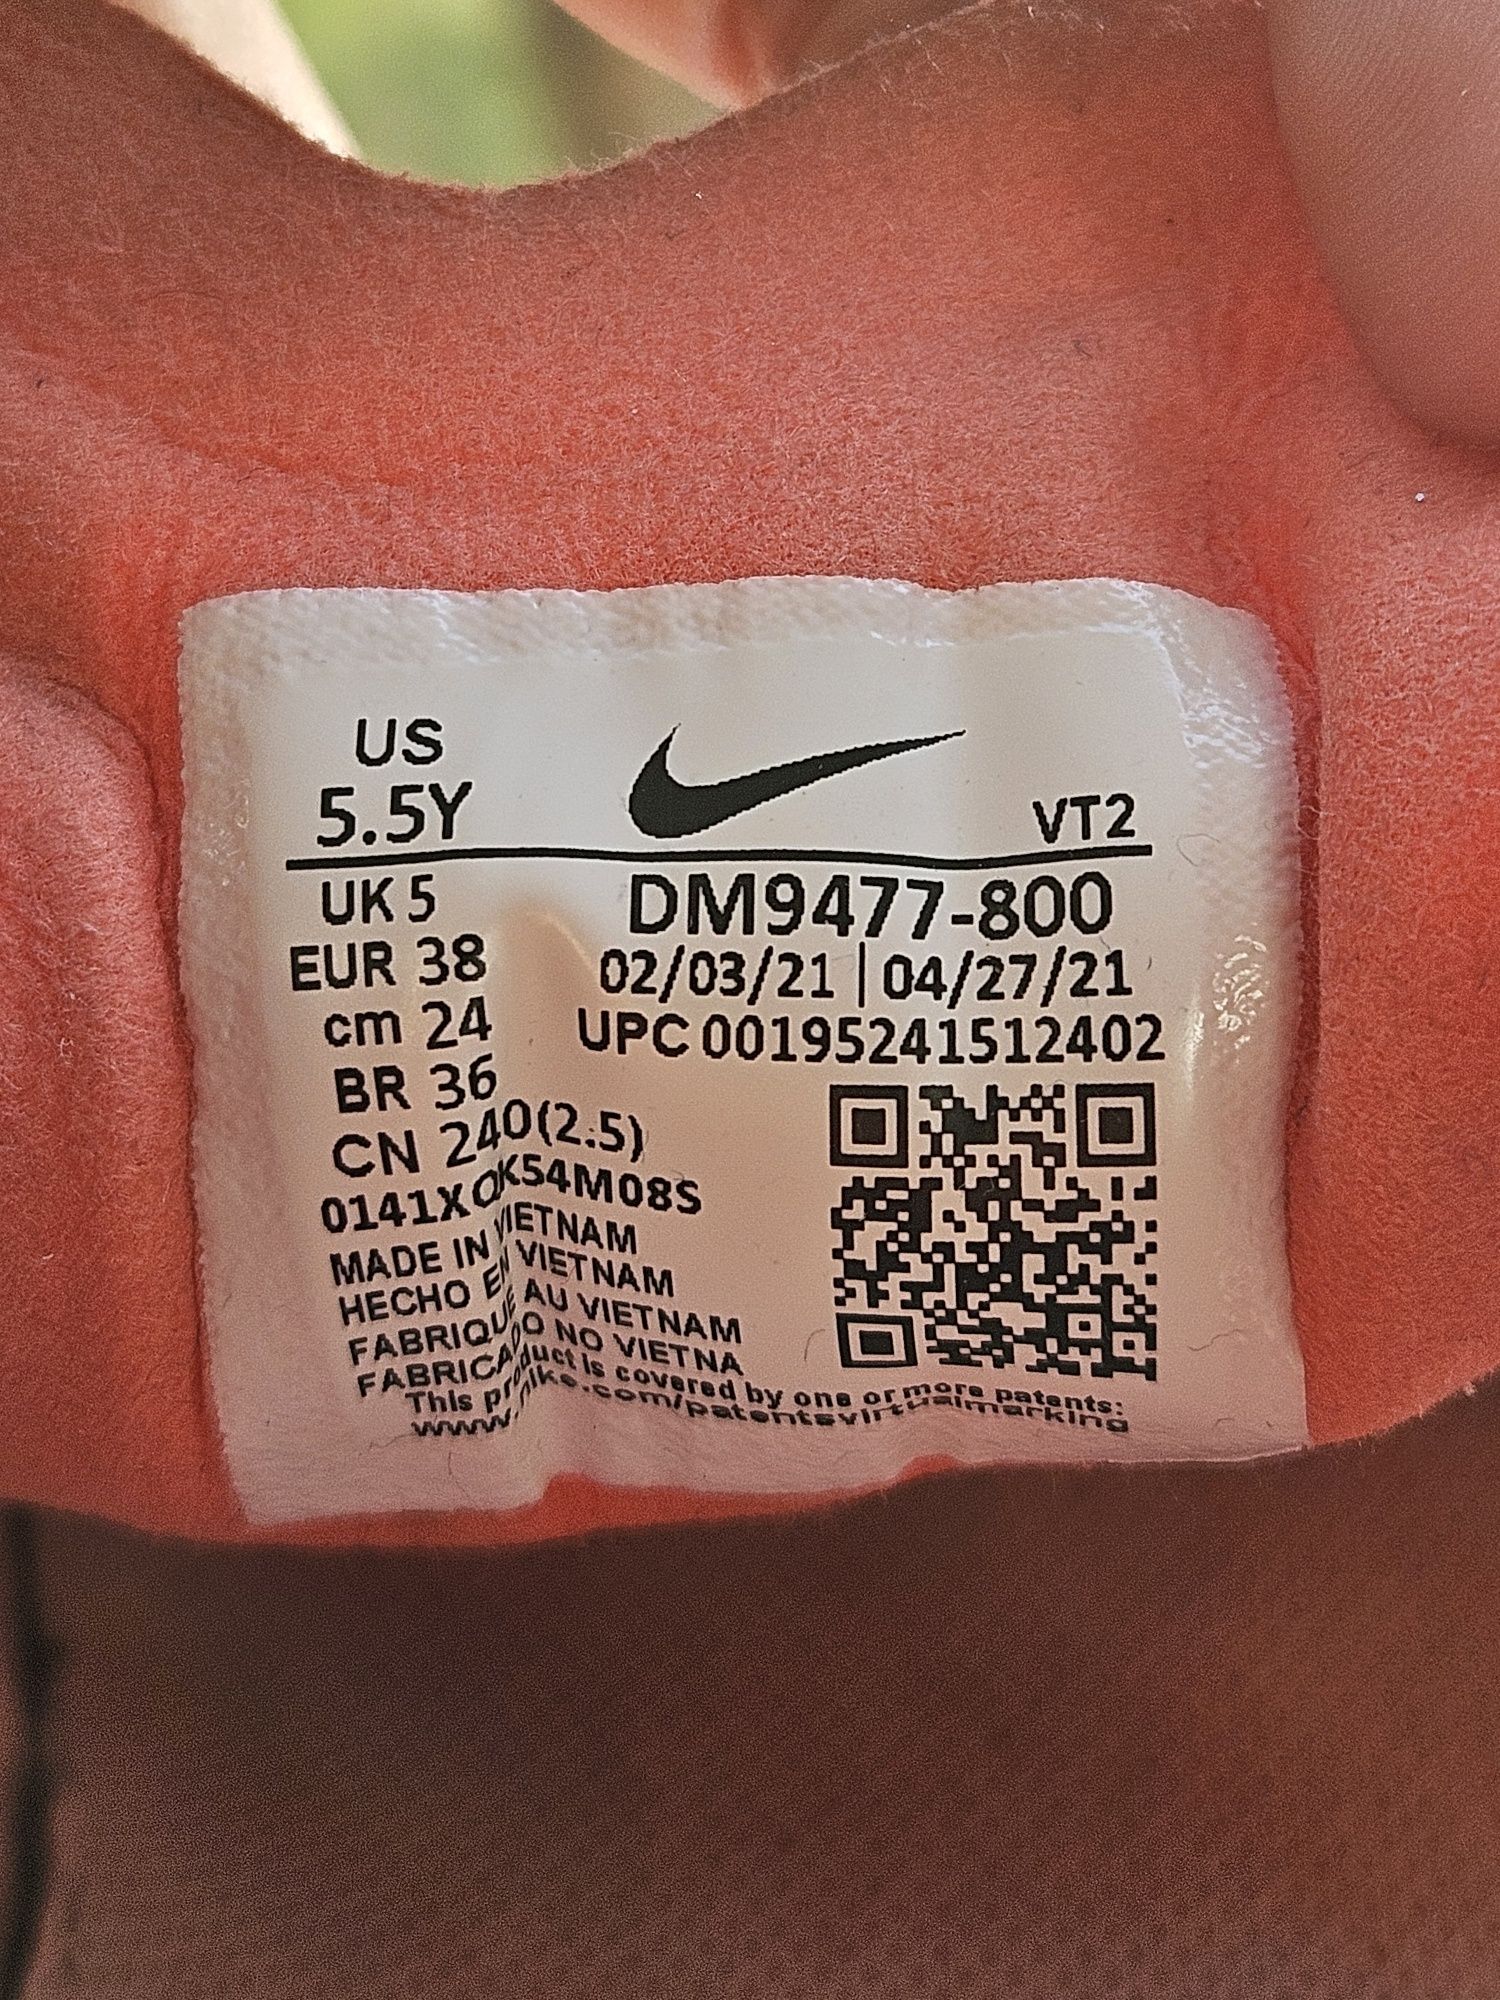 US
5.5Y
VT2
UK 5
DM9477-800
EUR 38
02/03/21 | 04/27/21
cm 24
UPC 00195241512402
BR 36
CN 240(2.5)
0141XQK54M08S
MADE IN VIETNAM
HECHO EN VIETNAM
FABRIQUE AU VIETNAM
FABRICADO NO VIETNA
This product is covered by one or more patents:
www.nike.com/patentsvirtualmarking